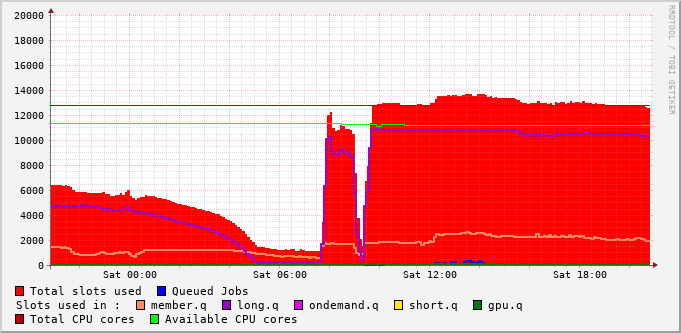 20000
18000
16000
14000
12000
10000
8000
6000
4000
2000
0
Sat 00:00 Sat 06:00 Sat 12:00 Sat 18:00
RRDTOOL / TOBI OETIKER
Total slots used Queued Jobs
Slots used in : member.q long.q ondemand.q short.q gpu.q
Total CPU cores Available CPU cores